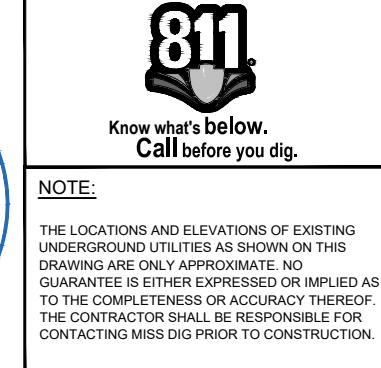 811
Know what's below.
Call before you dig.
NOTE:
THE LOCATIONS AND ELEVATIONS OF EXISTING
UNDERGROUND UTILITIES AS SHOWN ON THIS
DRAWING ARE ONLY APPROXIMATE. NO
GUARANTEE IS EITHER EXPRESSED OR IMPLIED AS
TO THE COMPLETENESS OR ACCURACY THEREOF.
THE CONTRACTOR SHALL BE RESPONSIBLE FOR
CONTACTING MISS DIG PRIOR TO CONSTRUCTION.